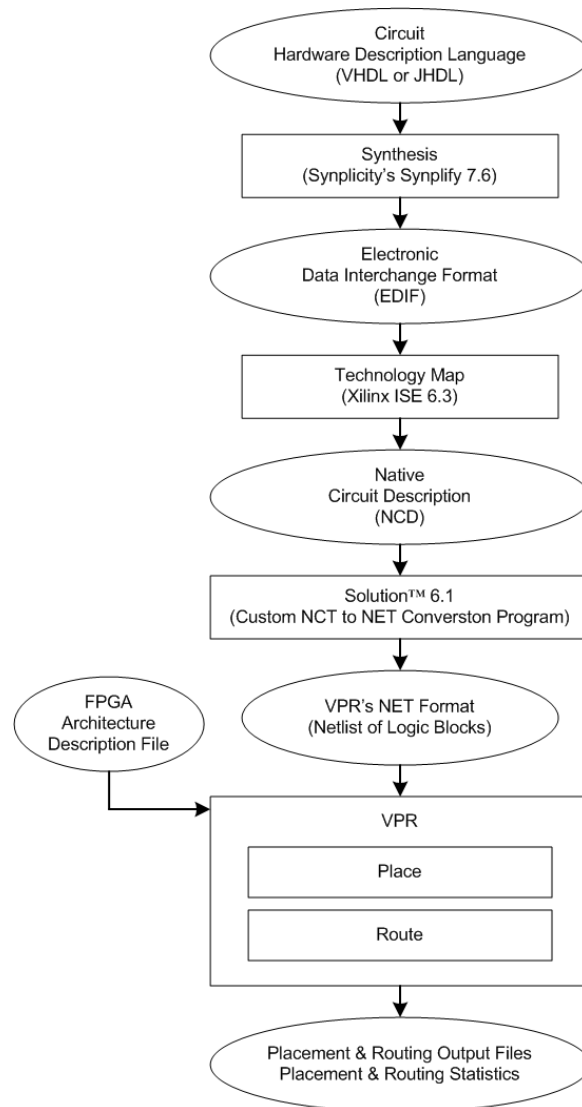 Circuit
Hardware Description Language
(VHDL or JHDL)
Synthesis
(Synplicity's Synplify 7.6)
Electronic
Data Interchange Format
(EDIF)
Technology Map
(Xilinx ISE 6.3)
Native
Circuit Description
(NCD)
Solution™ 6.1
(Custom NCT to NET Converston Program)
FPGA
Architecture
Description File
VPR's NET Format
(Netlist of Logic Blocks)
VPR
Place
Route
Placement & Routing Output Files
Placement & Routing Statistics